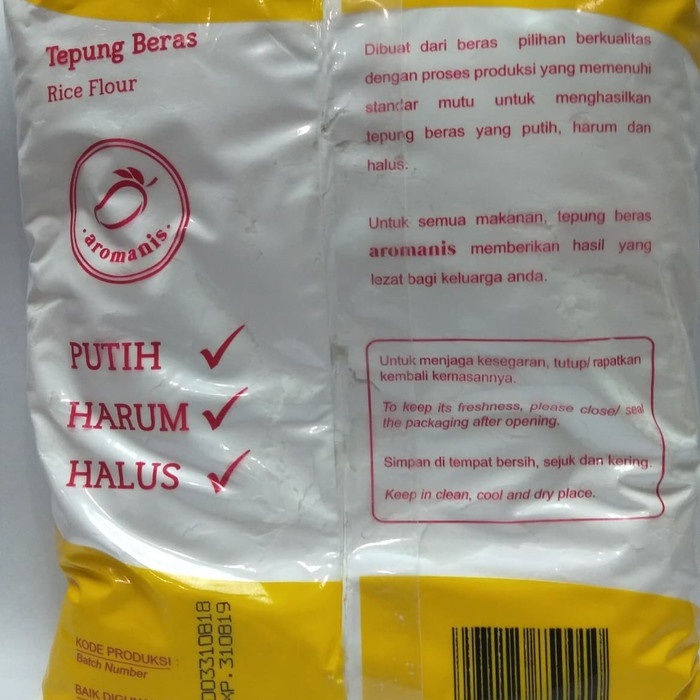 Tepung Beras
Rice Flour
aromanis
PUTIH
HARUM
HALUS
KODE PRODUKSI :
Batch Number
BAIK
003310818
XP. 310819
Dibuat dari beras pilihan berkualitas
dengan proses produksi yang memenuhi
standar mutu untuk menghasilkan
tepung beras yang putih, harum dan
halus.
Untuk semua makanan, tepung beras
aromanis memberikan hasil yang
lezat bagi keluarga anda.
Untuk menjaga kesegaran, tutup/ rapatkan
kembali kemasannya.
To keep its freshness, please close/ seal
the packaging after opening.
Simpan di tempat bersih, sejuk dan kering.
Keep in clean, cool and dry place.